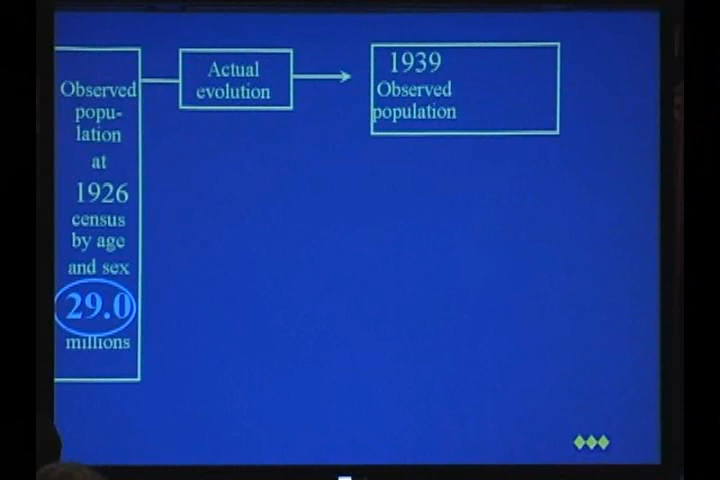 Observed
popu-
lation
at
1926
census
by age
and sex
29.0
millions
Actual
evolution
1939
Observed
population